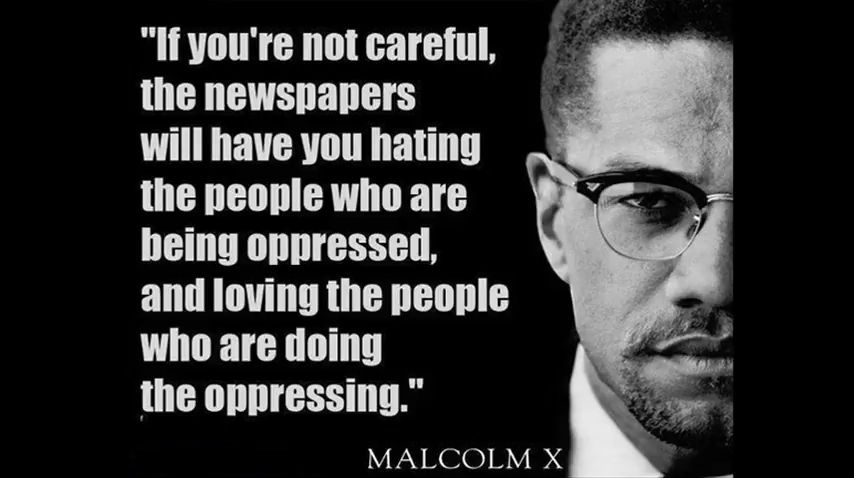 "If you're not careful,
the newspapers
will have you hating
the people who are
being oppressed,
and loving the people
who are doing
the oppressing."
MALCOLM X